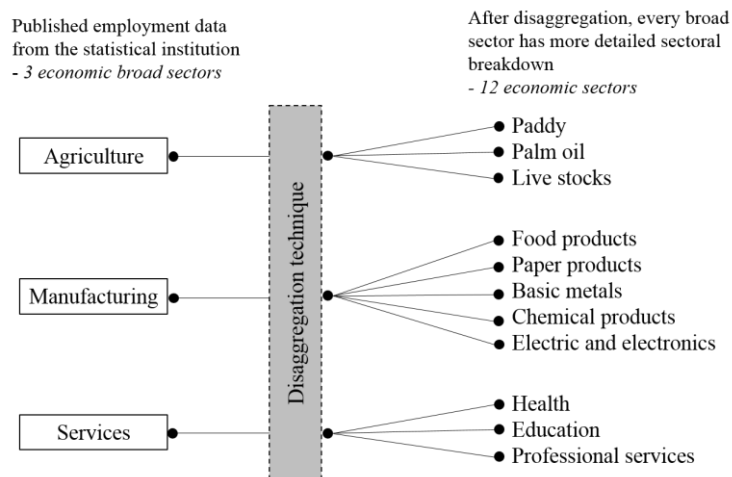 Published employment data
from the statistical institution
- 3 economic broad sectors
After disaggregation, every broad
sector has more detailed sectoral
breakdown
- 12 economic sectors
Agriculture
Manufacturing
Services
Disaggregation technique
Paddy
Palm oil
Live stocks
Food products
Paper products
Basic metals
Chemical products
Electric and electronics
Health
Education
Professional services